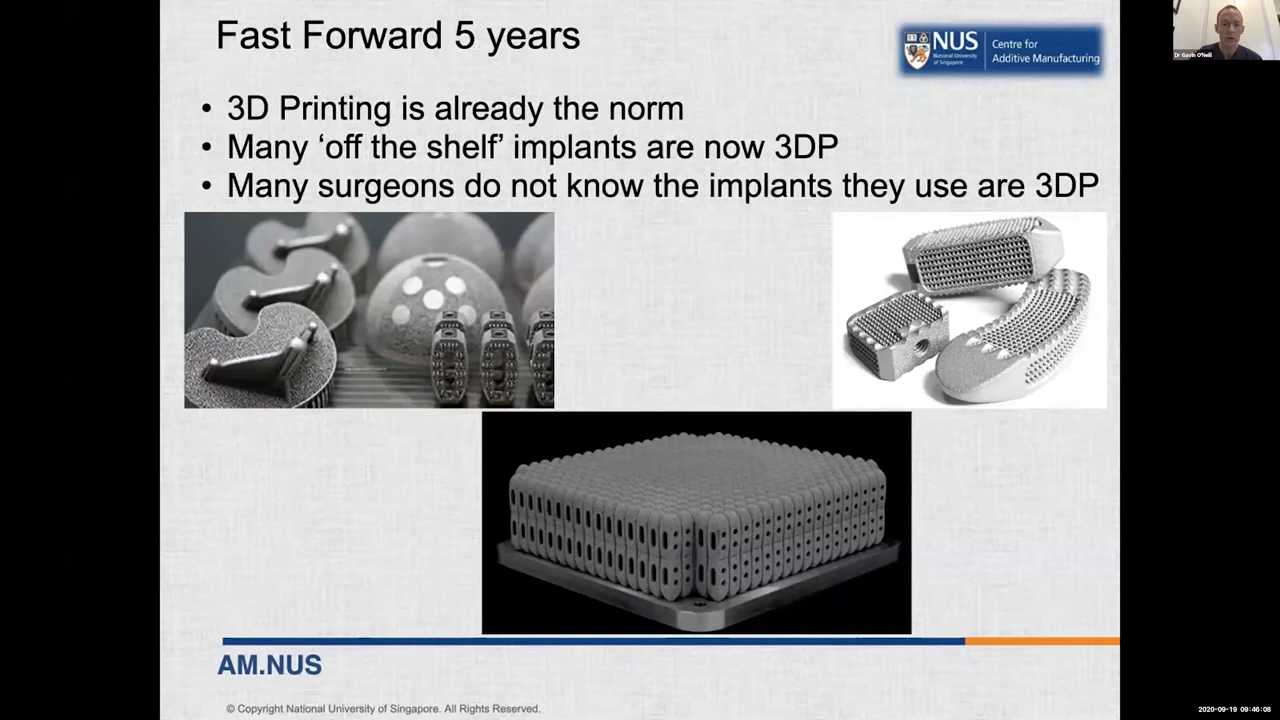 Fast Forward 5 years
NUS
National University
of Singapore
Centre for
Additive Manufacturing
Dr Gavin O'Neill
• 3D Printing is already the norm
• Many ‘off the shelf’ implants are now 3DP
• Many surgeons do not know the implants they use are 3DP
AM.NUS
© Copyright National University of Singapore. All Rights Reserved.
2020-09-19 09:46:08